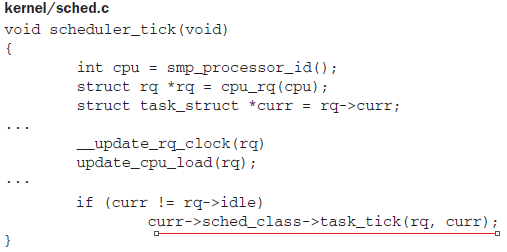 kernel/sched.c
void scheduler_tick(void)
{
int cpu = smp_processor_id();
struct rq *rq = cpu_rq(cpu);
struct task_struct *curr = rq->curr;
...
__update_rq_clock(rq)
update_cpu_load(rq);
...
if (curr != rq->idle)
curr->sched_class->task_tick(rq, curr);
}